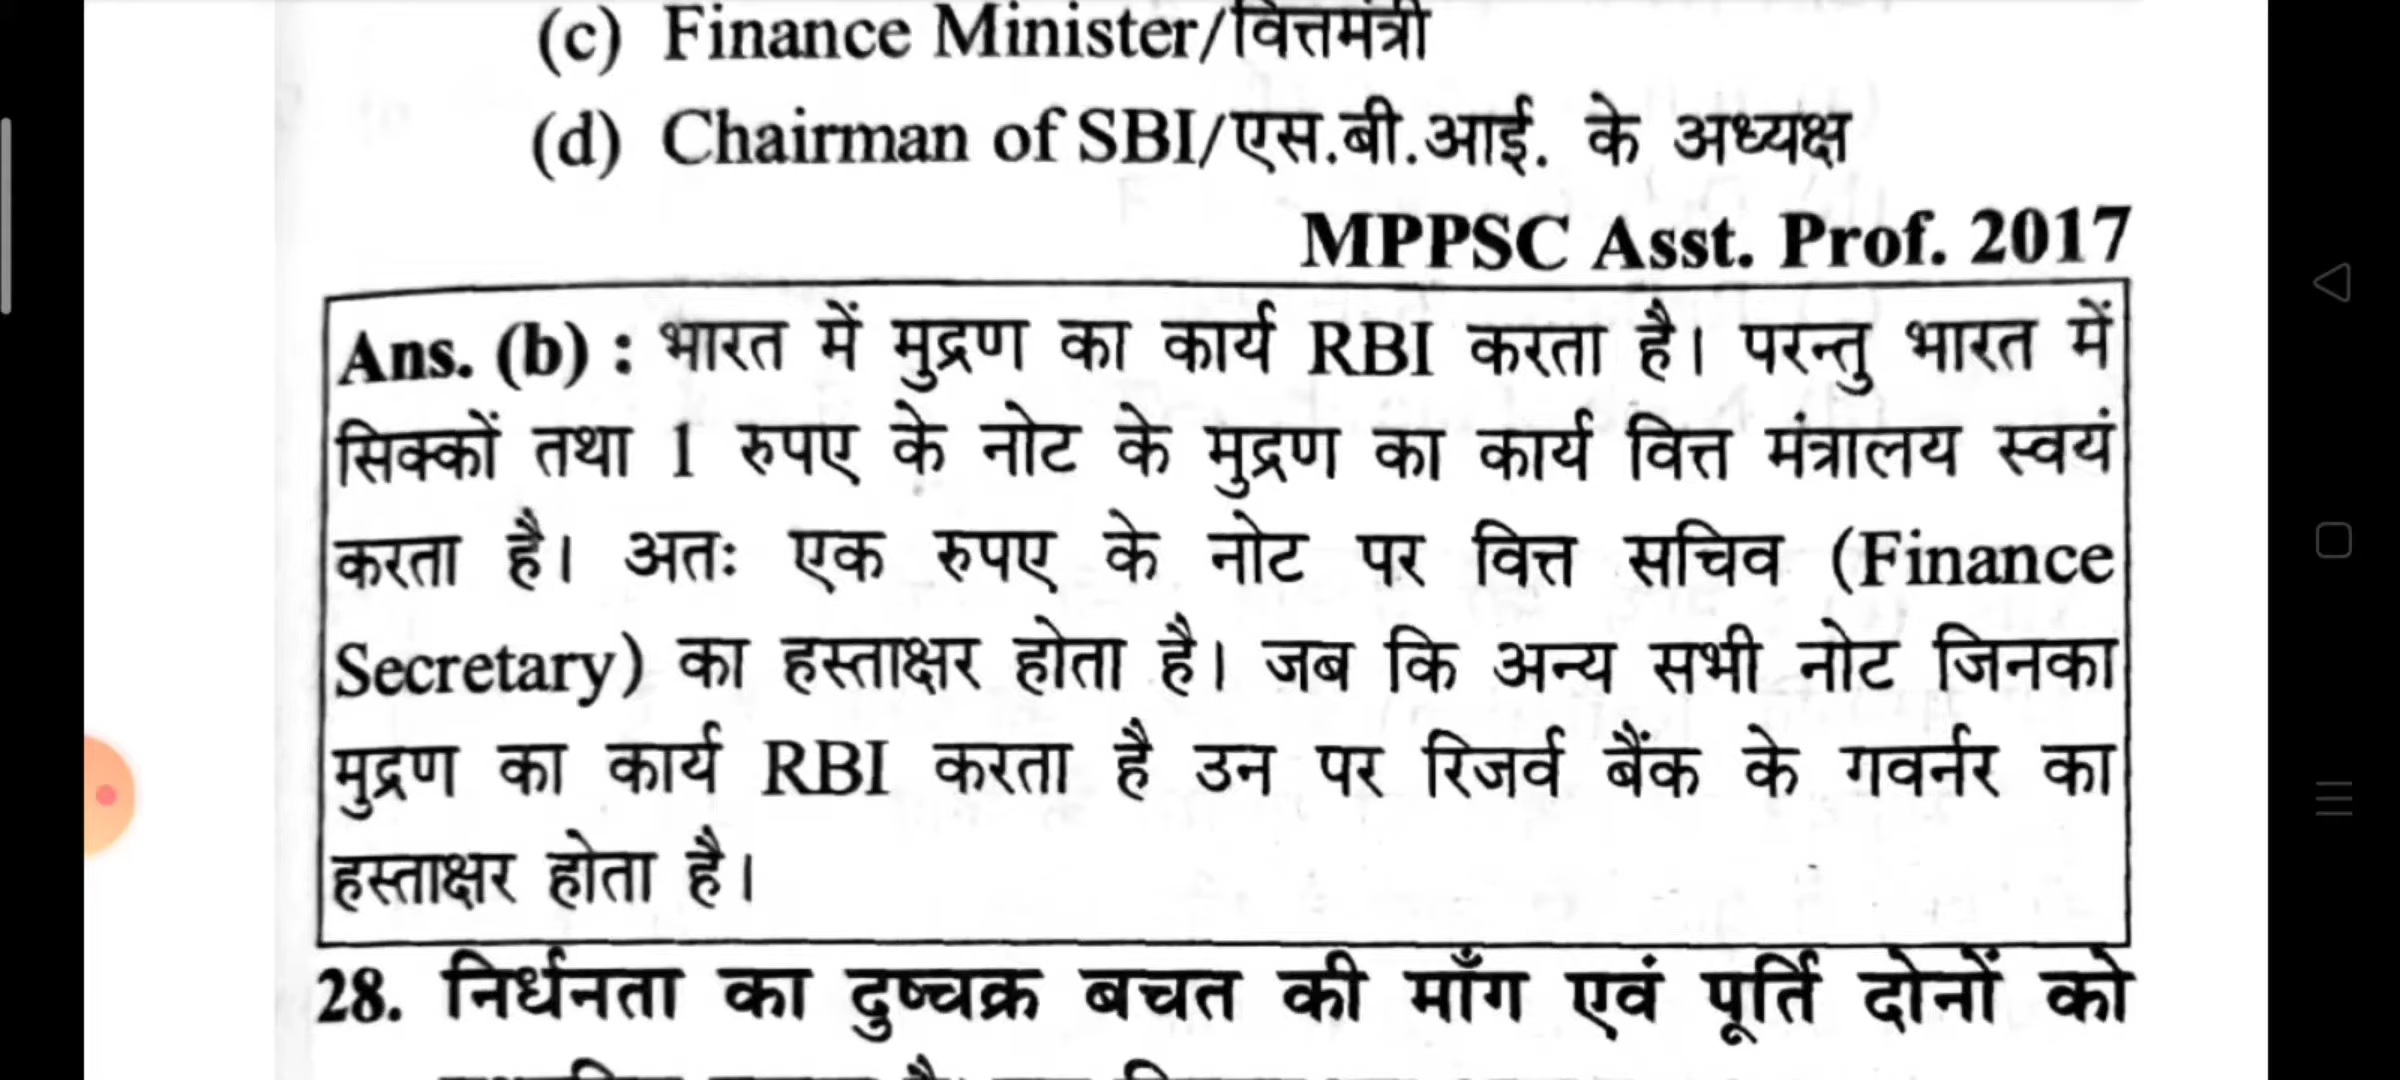 (c) Finance Minister/वित्तमंत्री
(d) Chairman of SBI/एस.बी.आई. के अध्यक्ष
MPPSC Asst. Prof. 2017
Ans. (b) : भारत में मुद्रण का कार्य RBI करता है। परन्तु भारत में
सिक्कों तथा 1 रुपए के नोट के मुद्रण का कार्य वित्त मंत्रालय स्वयं
करता है। अतः एक रुपए के नोट पर वित्त सचिव (Finance
Secretary) का हस्ताक्षर होता है। जब कि अन्य सभी नोट जिनका
मुद्रण का कार्य RBI करता है उन पर रिजर्व बैंक के गवर्नर का
हस्ताक्षर होता है।
28. निर्धनता का दुष्चक्र बचत की माँग एवं पूर्ति दोनों को